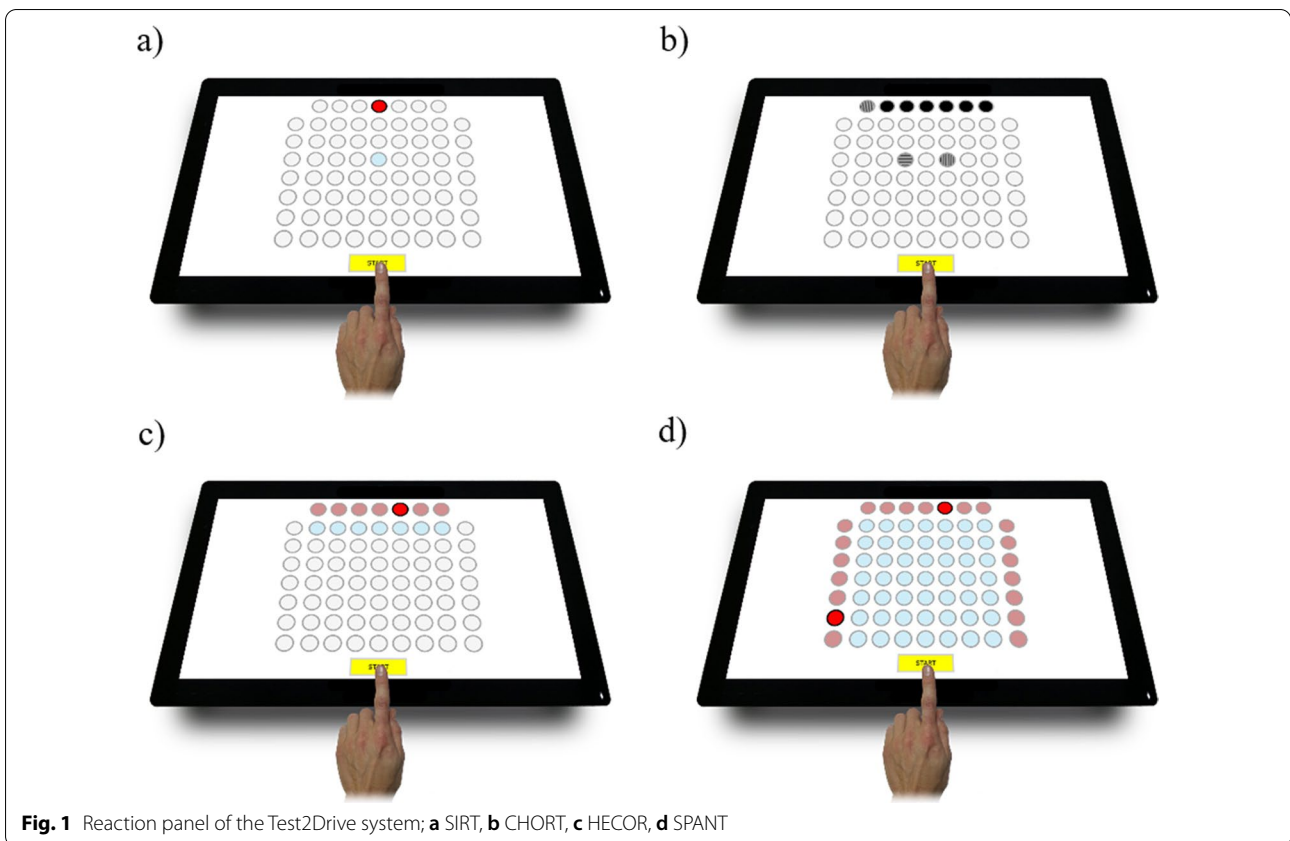 a)
b)
START
START
c)
d)
START
START
Fig. 1 Reaction panel of the Test2Drive system; a SIRT, b CHORT, c HECOR, d SPANT